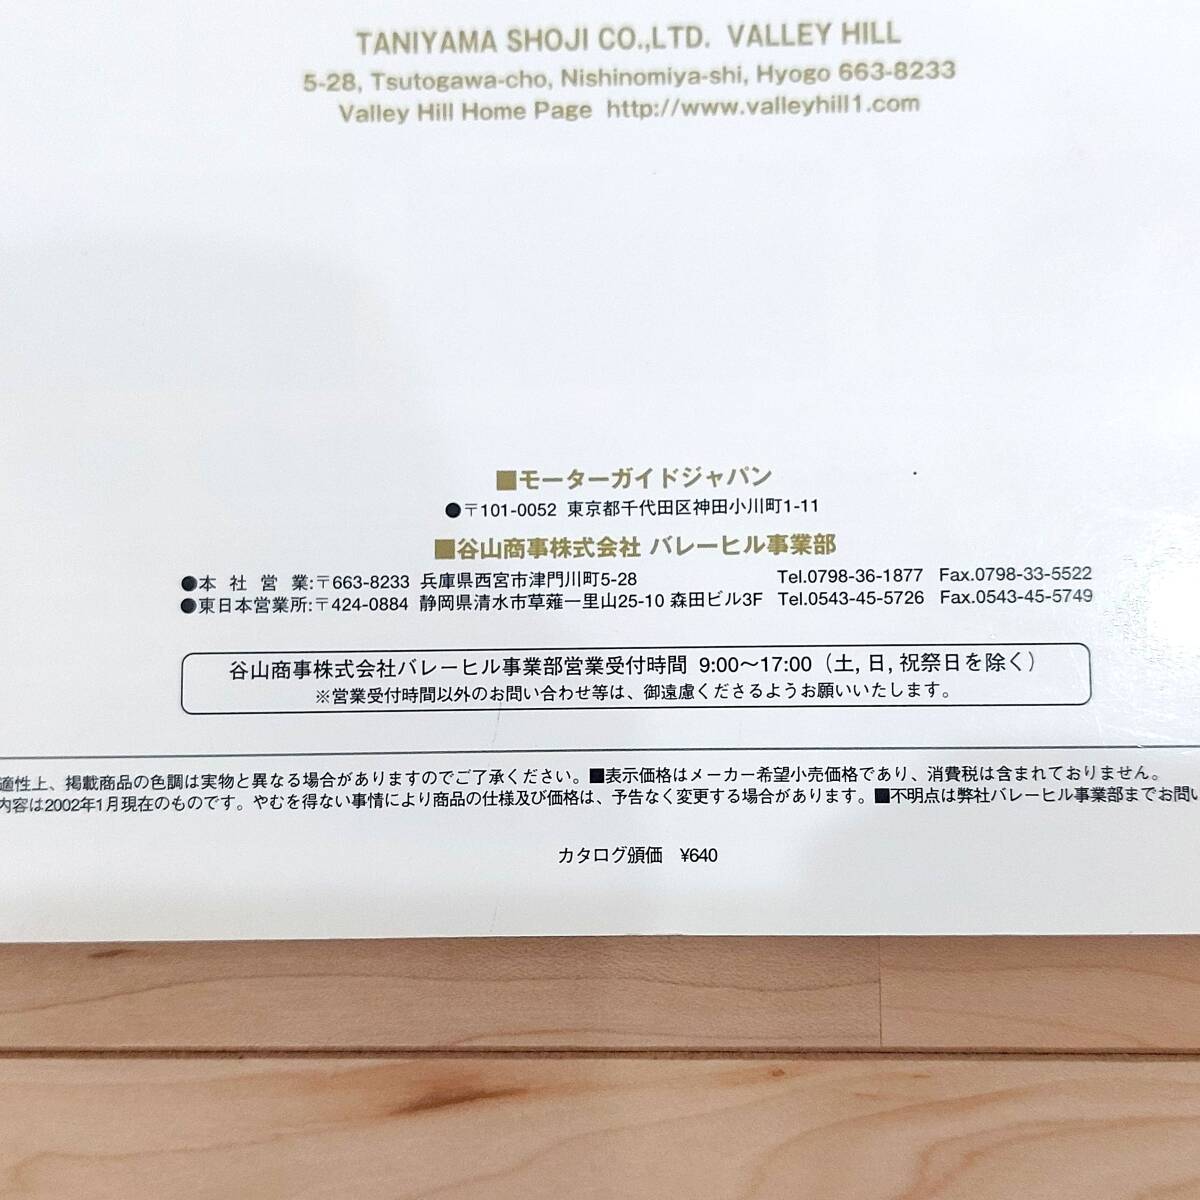 TANIYAMA SHOJI CO.,LTD. VALLEY HILL
5-28, Tsutogawa-cho, Nishinomiya-shi, Hyogo 663-8233
Valley Hill Home Page http://www.valleyhill1.com
■モーターガイドジャパン
●〒101-0052 東京都千代田区神田小川町1-11
■谷山商事株式会社 バレーヒル事業部
●本社営業:〒663-8233 兵庫県西宮市津門川町5-28 Tel.0798-36-1877 Fax.0798-33-5522
●東日本営業所:〒424-0884 静岡県清水市草薙一里山25-10 森田ビル3F Tel.0543-45-5726 Fax.0543-45-5749
谷山商事株式会社バレーヒル事業部営業受付時間 9:00〜17:00（土,日,祝祭日を除く）
※営業受付時間以外のお問い合わせ等は、御遠慮くださるようお願いいたします。
適性上、掲載商品の色調は実物と異なる場合がありますのでご了承ください。■表示価格はメーカー希望小売価格であり、消費税は含まれておりません。
内容は2002年1月現在のものです。やむを得ない事情により商品の仕様及び価格は、予告なく変更する場合があります。■不明点は弊社バレーヒル事業部までお問い
カタログ頒価 ¥640